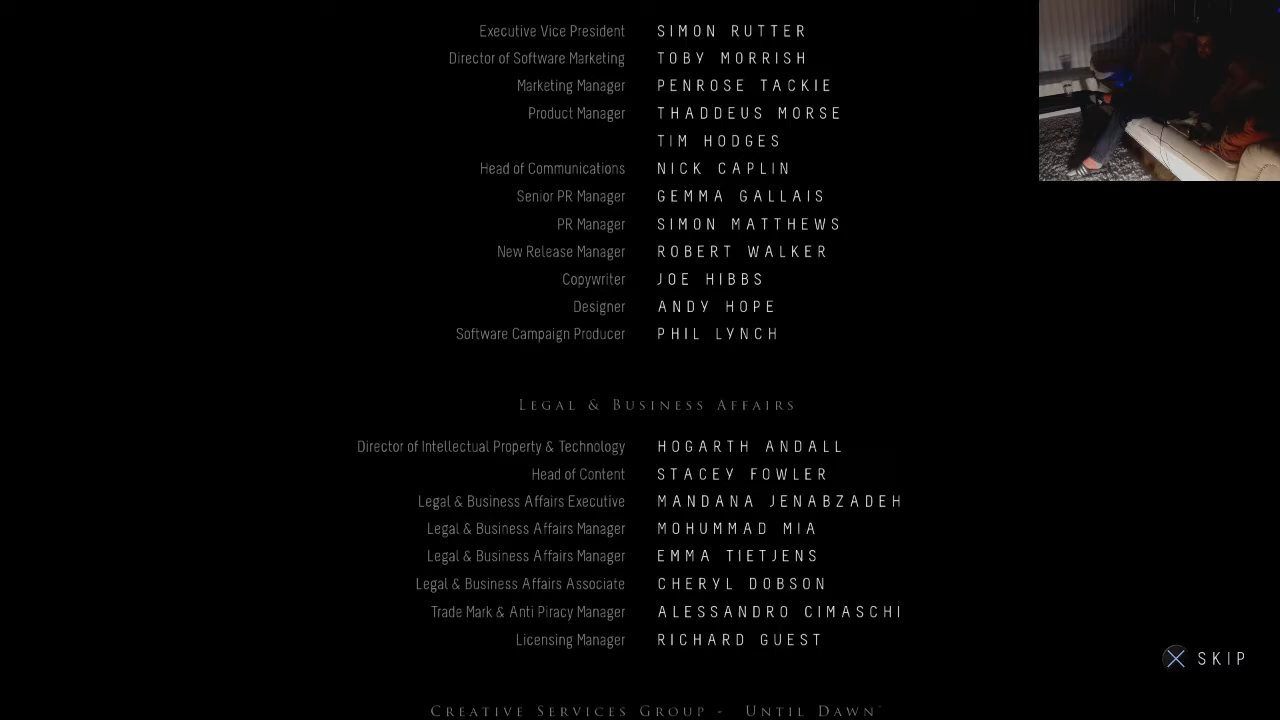 Executive Vice President SIMON RUTTER
Director of Software Marketing TOBY MORRISH
Marketing Manager PENROSE TACKIE
Product Manager THADDEUS MORSE
TIM HODGES
Head of Communications NICK CAPLIN
Senior PR Manager GEMMA GALLAIS
PR Manager SIMON MATTHEWS
New Release Manager ROBERT WALKER
Copywriter JOE HIBBS
Designer ANDY HOPE
Software Campaign Producer PHIL LYNCH
LEGAL & BUSINESS AFFAIRS
Director of Intellectual Property & Technology HOGARTH ANDALL
Head of Content STACEY FOWLER
Legal & Business Affairs Executive MANDANA JENABZADEH
Legal & Business Affairs Manager MOHUMMAD MIA
Legal & Business Affairs Manager EMMA TIETJENS
Legal & Business Affairs Associate CHERYL DOBSON
Trade Mark & Anti Piracy Manager ALESSANDRO CIMASCHI
Licensing Manager RICHARD GUEST
SKIP
CREATIVE SERVICES GROUP - UNTIL DAWN™